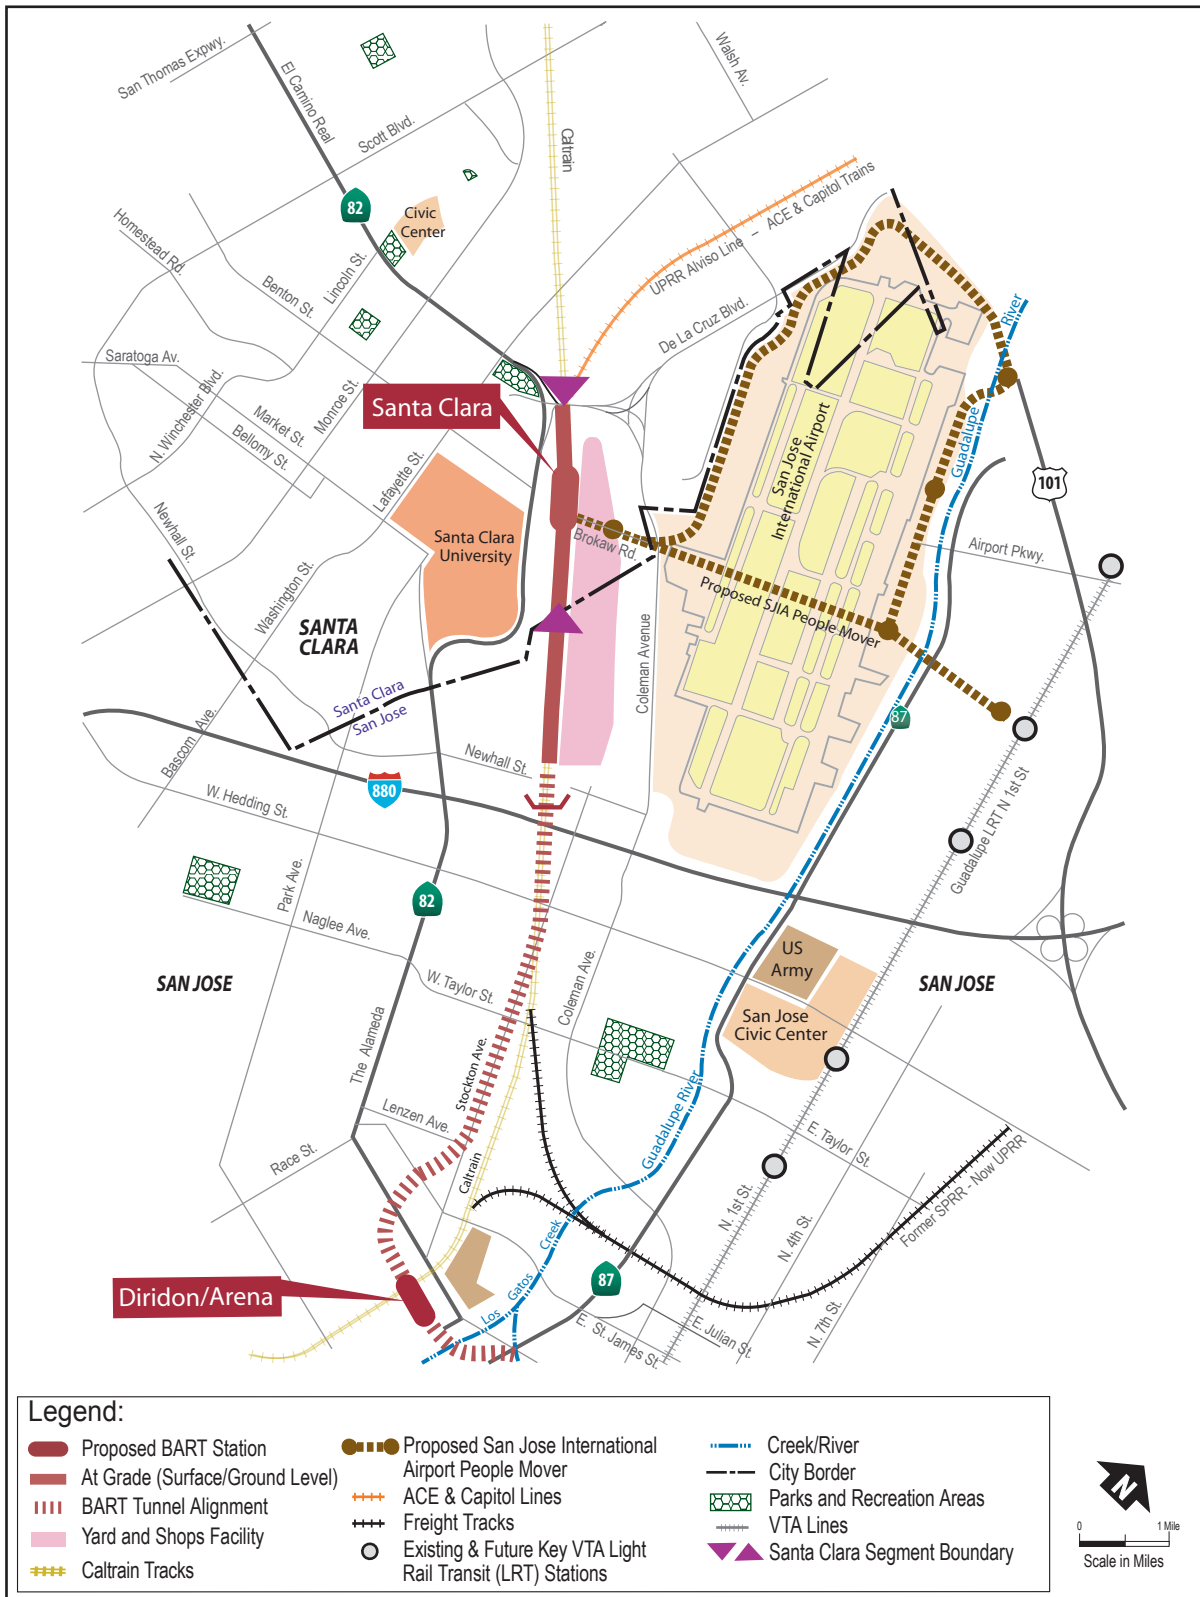 San Thomas Expwy.
El Camino Real
Scott Blvd.
Caltrain
Walsh Av.
82
Civic
Center
UPRR Alviso Line – ACE & Capitol Trains
Homestead Rd.
Benton St.
Lincoln St.
De La Cruz Blvd.
River
Guadalupe
Saratoga Av.
N. Winchester Blvd.
Market St.
Bellomy St.
Monroe St.
Santa Clara
Lafayette St.
San Jose
International Airport
101
Newhall St.
Santa Clara
University
Brokaw Rd.
Airport Pkwy.
Washington St.
Proposed SJIA People Mover
SANTA
CLARA
Coleman Avenue
Santa Clara
San Jose
87
Bascom Ave.
Newhall St.
880
W. Hedding St.
Guadalupe LRT N 1st St
Park Ave.
82
Naglee Ave.
W. Taylor St.
Coleman Ave.
US
Army
SAN JOSE
SAN JOSE
San Jose
Civic Center
The Alameda
Stockton Ave.
Lenzen Ave.
Guadalupe River
E. Taylor St.
Race St.
Caltrain
N. 1st St.
N. 4th St.
Former SPRR - Now UPRR
Creek
Gatos
Los
87
Diridon/Arena
E. St. James St.
E. Julian St.
N. 7th St.
Legend:
Proposed BART Station
At Grade (Surface/Ground Level)
BART Tunnel Alignment
Yard and Shops Facility
Caltrain Tracks
Proposed San Jose International
Airport People Mover
ACE & Capitol Lines
Freight Tracks
Existing & Future Key VTA Light
Rail Transit (LRT) Stations
Creek/River
City Border
Parks and Recreation Areas
VTA Lines
Santa Clara Segment Boundary
N
0 1 Mile
Scale in Miles